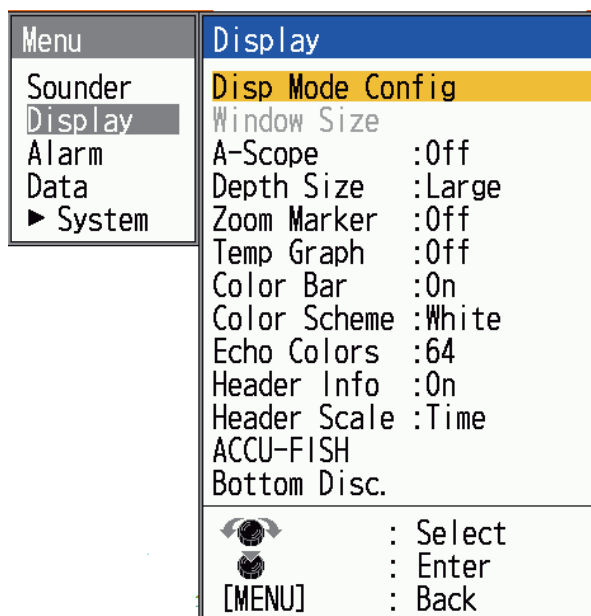 Menu
Sounder
Display
Alarm
Data
▶ System
Display
Disp Mode Config
Window Size
A-Scope :Off
Depth Size :Large
Zoom Marker :Off
Temp Graph :Off
Color Bar :On
Color Scheme :White
Echo Colors :64
Header Info :On
Header Scale :Time
ACCU-FISH
Bottom Disc.
: Select
: Enter
[MENU] : Back